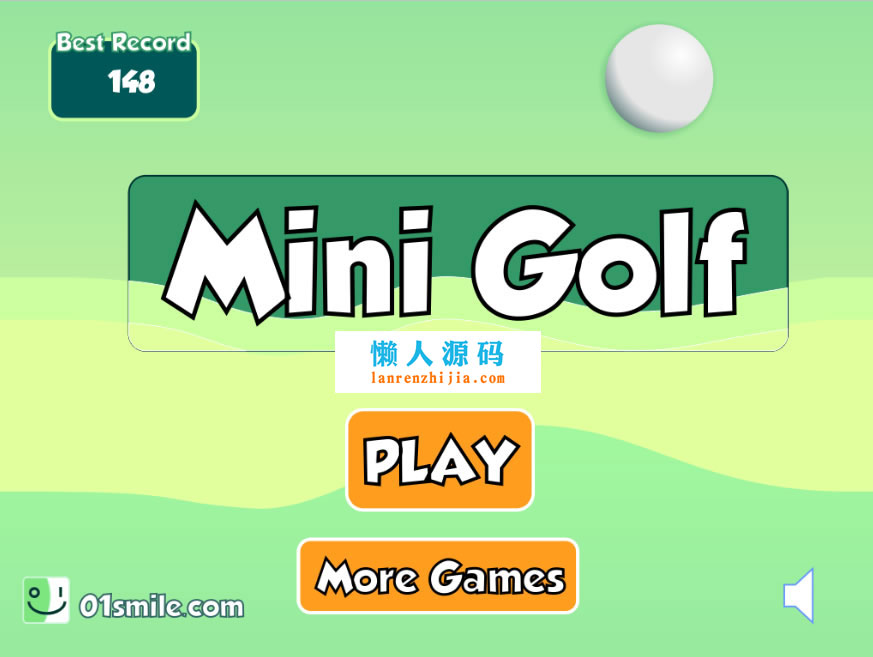 Best Record
148
Mini Golf
懒人源码
lanrenzhijia.com
PLAY
More Games
01smile.com